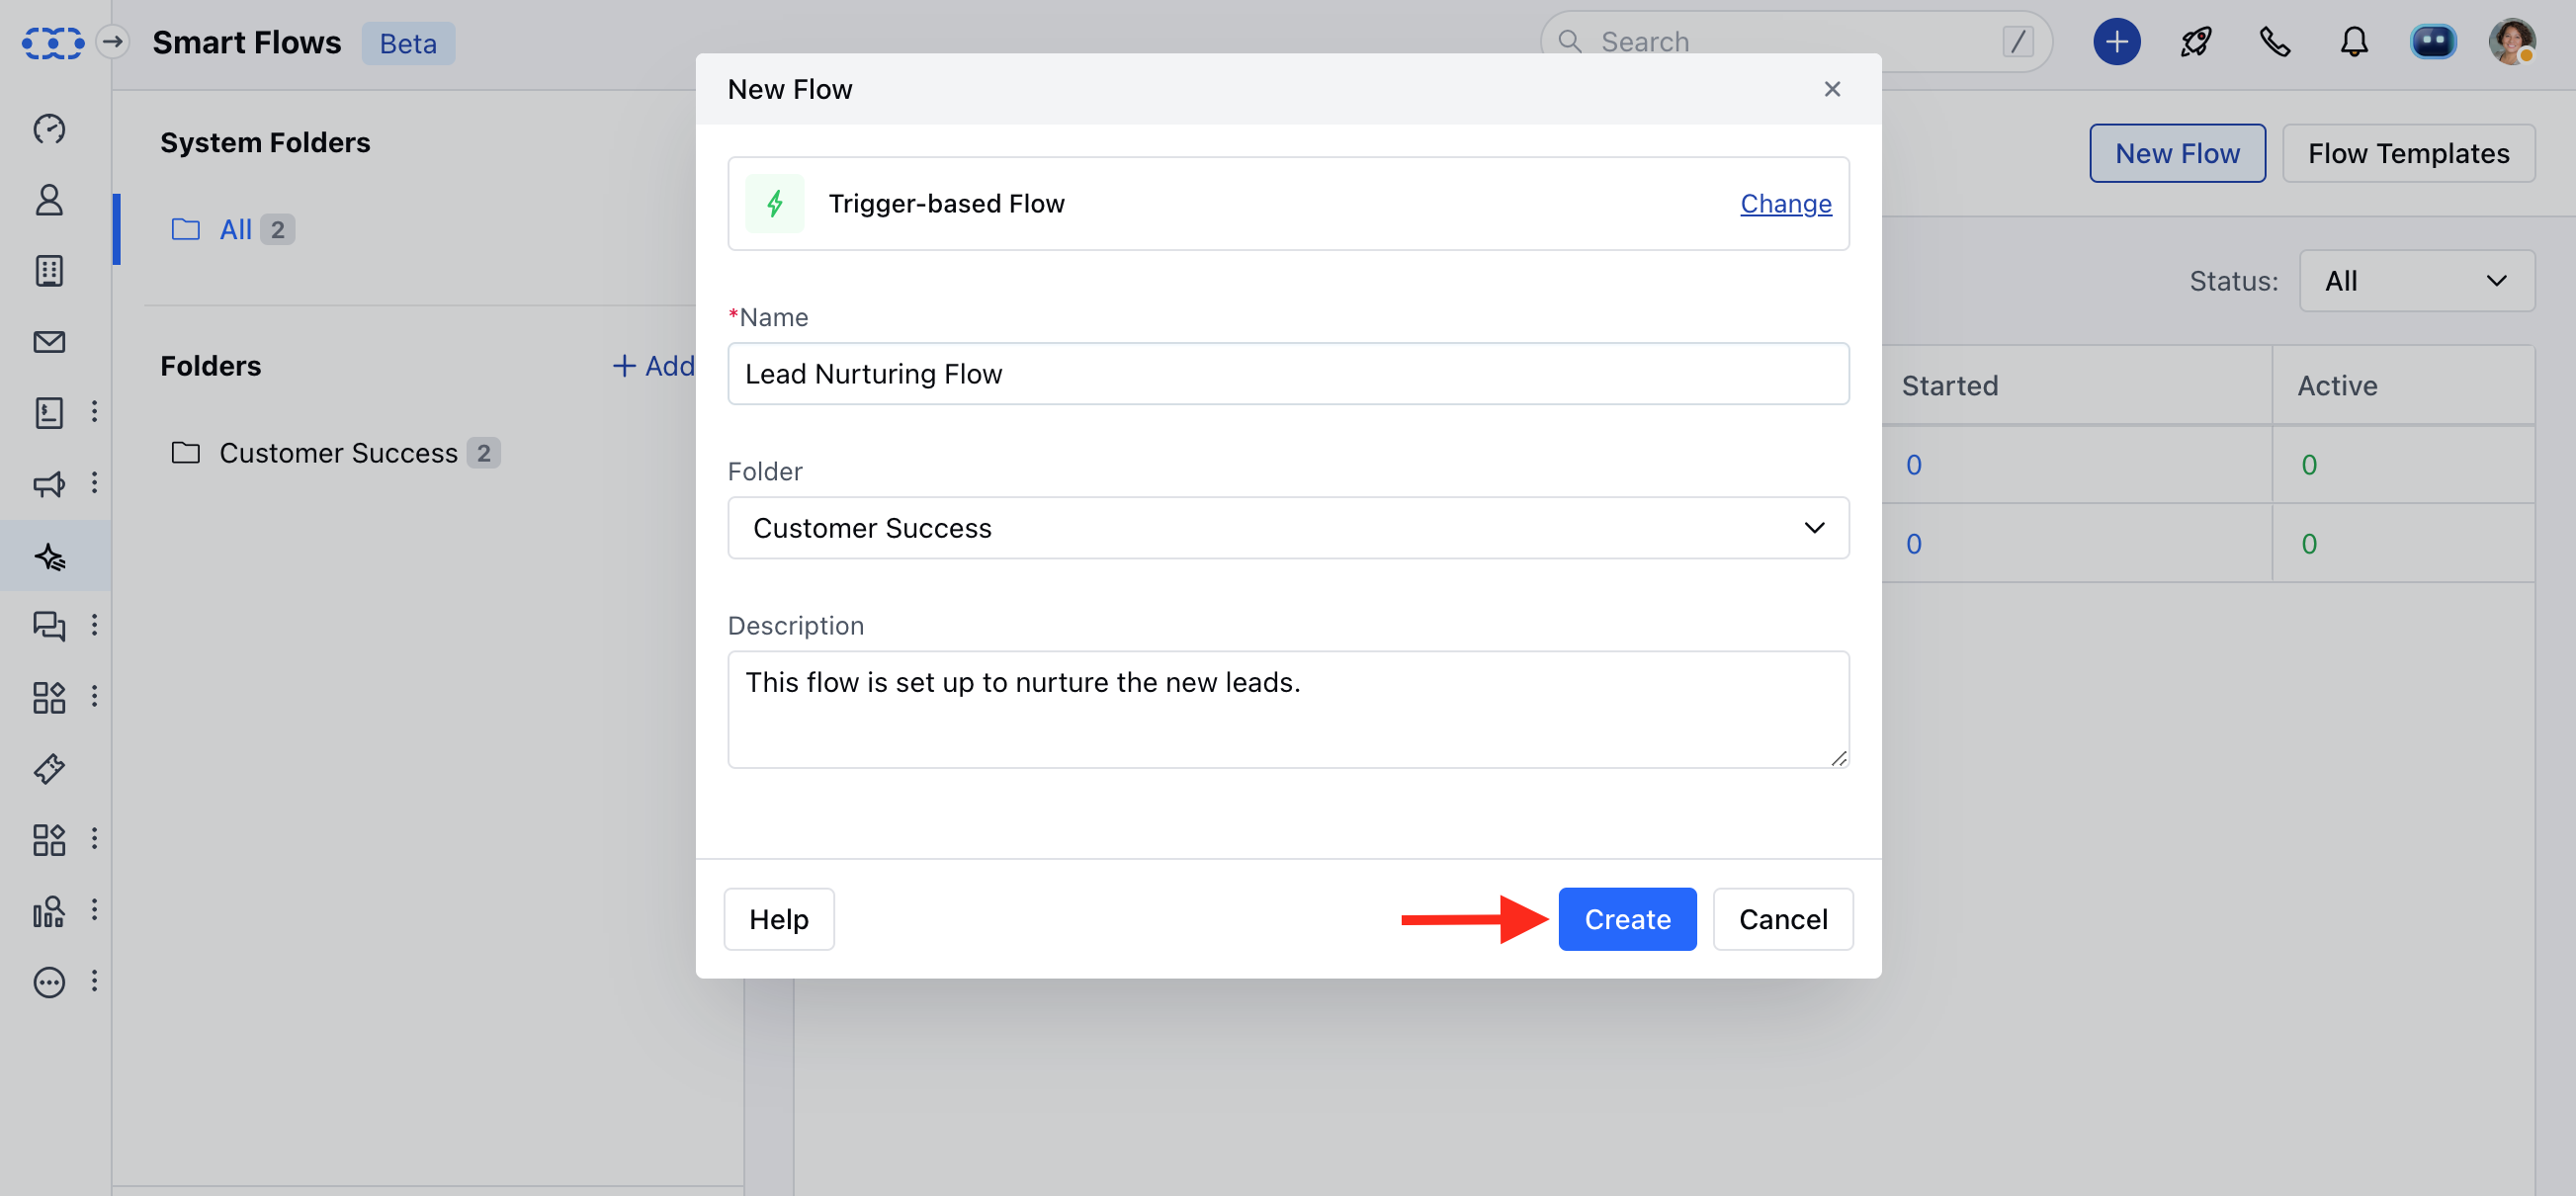 Smart Flows Beta
Search /
New Flow
System Folders
All 2
Folders
+ Add
Customer Success 2
New Flow
Flow Templates
Trigger-based Flow
Change
Status: All
*Name
Lead Nurturing Flow
Started
Active
Folder
Customer Success
0
0
0
0
Description
This flow is set up to nurture the new leads.
Help
Create
Cancel